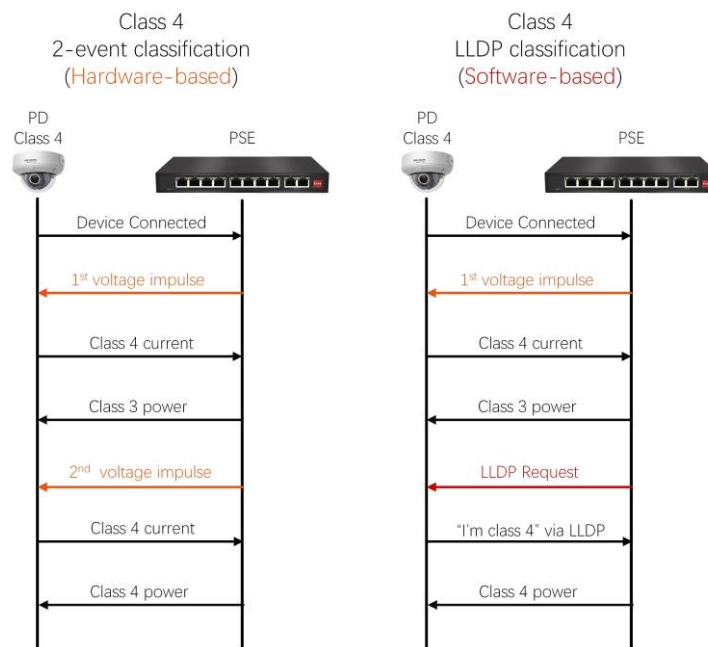 Class 4
2-event classification
(Hardware-based)
PD
Class 4
PSE
Device Connected
1st voltage impulse
Class 4 current
Class 3 power
2nd voltage impulse
Class 4 current
Class 4 power
Class 4
LLDP classification
(Software-based)
PD
Class 4
PSE
Device Connected
1st voltage impulse
Class 4 current
Class 3 power
LLDP Request
"I'm class 4" via LLDP
Class 4 power